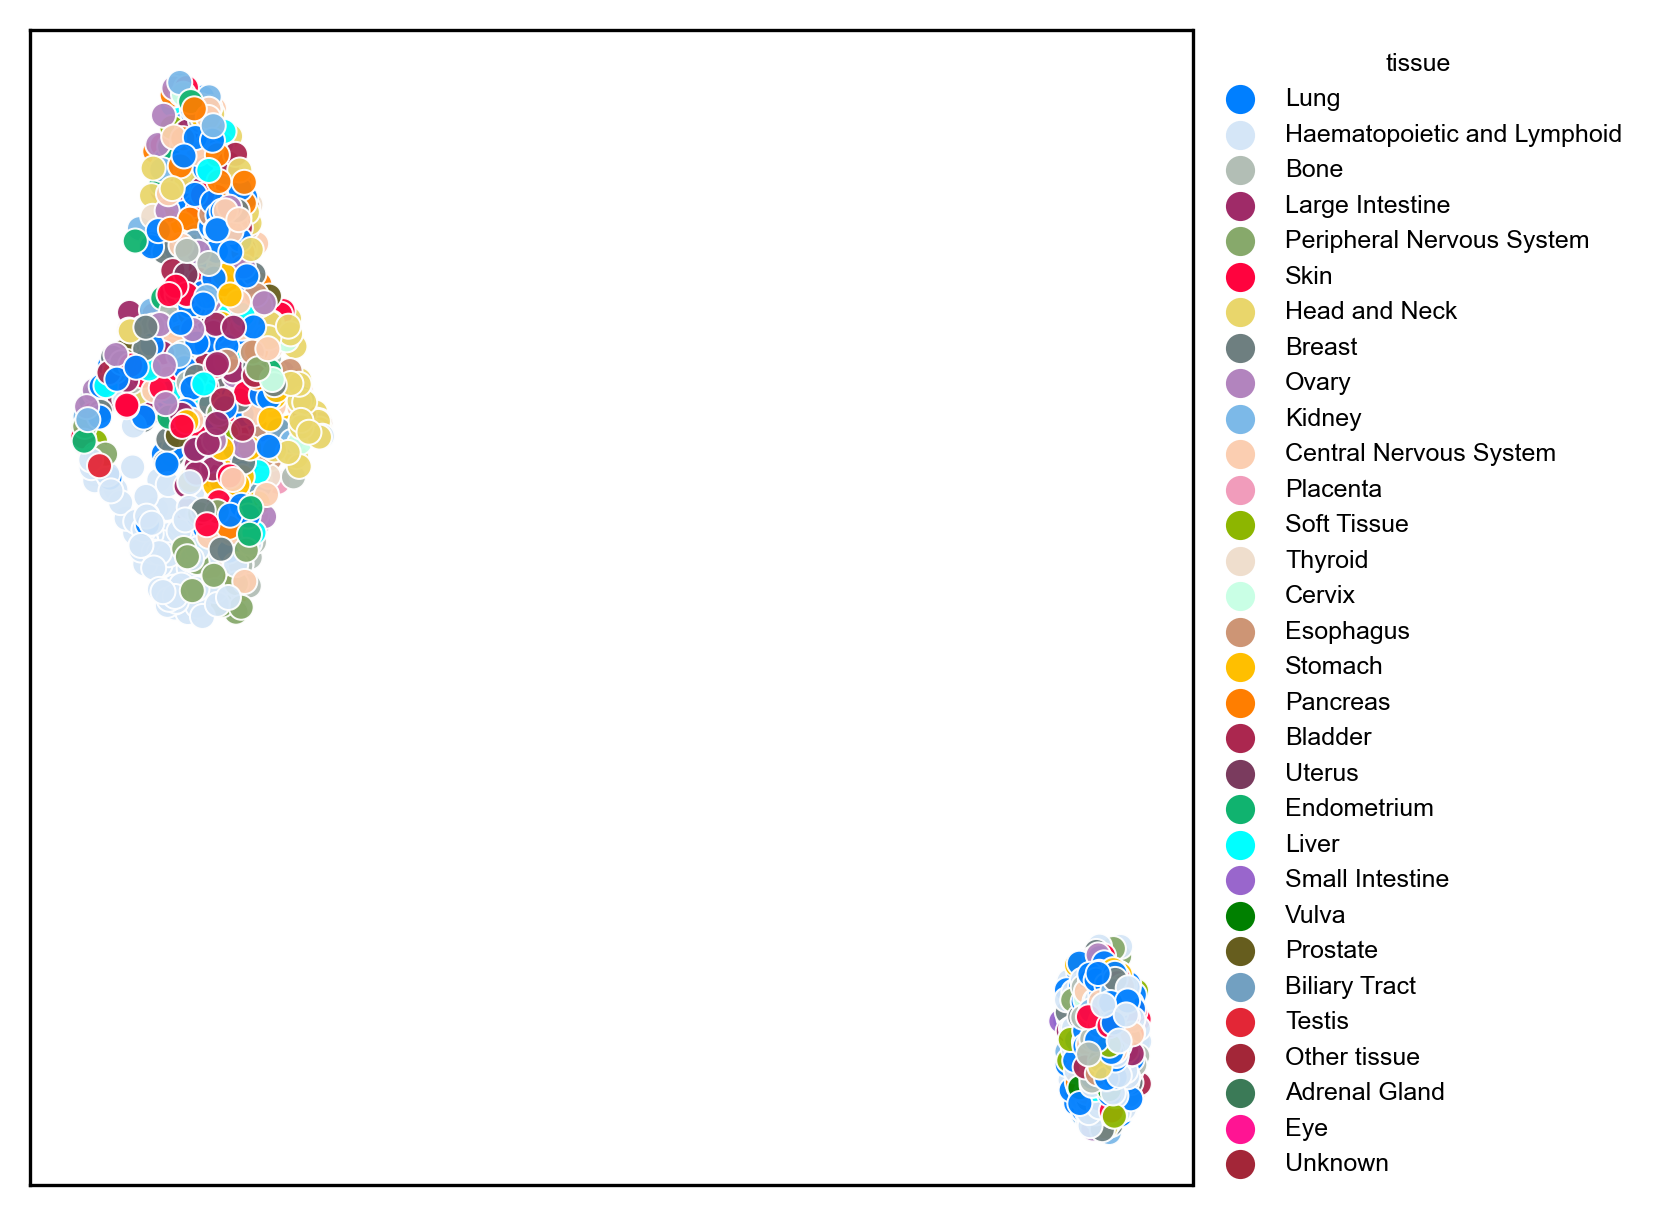 tissue
Lung
Haematopoietic and Lymphoid
Bone
Large Intestine
Peripheral Nervous System
Skin
Head and Neck
Breast
Ovary
Kidney
Central Nervous System
Placenta
Soft Tissue
Thyroid
Cervix
Esophagus
Stomach
Pancreas
Bladder
Uterus
Endometrium
Liver
Small Intestine
Vulva
Prostate
Biliary Tract
Testis
Other tissue
Adrenal Gland
Eye
Unknown